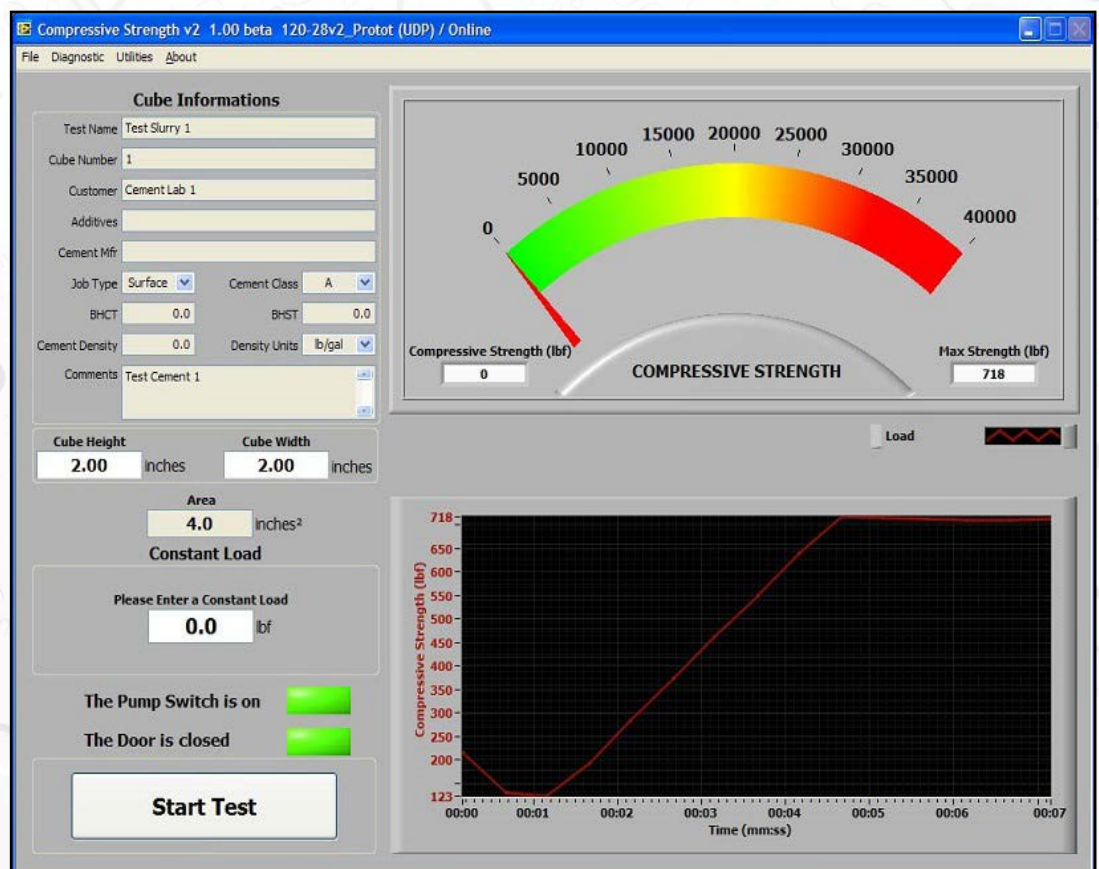 Compressive Strength v2 1.00 beta 120-28v2_Protot (UDP) / Online
File Diagnostic Utilities About
Cube Informations
Test Name Test Slurry 1
Cube Number 1
Customer Cement Lab 1
Additives
Cement Mfr
Job Type Surface Cement Class A
BHCT 0.0 BHST 0.0
Cement Density 0.0 Density Units lb/gal
Comments Test Cement 1
Cube Height Cube Width
2.00 inches 2.00 inches
Area
4.0 inches²
Constant Load
Please Enter a Constant Load
0.0 lbf
The Pump Switch is on
The Door is closed
Start Test
0 5000 10000 15000 20000 25000 30000 35000 40000
Compressive Strength (lbf)
0
COMPRESSIVE STRENGTH
Max Strength (lbf)
718
Load
Compressive Strength (lbf)
718
650
600
550
500
450
400
350
300
250
200
123
00:00 00:01 00:02 00:03 00:04 00:05 00:06 00:07
Time (mm:ss)